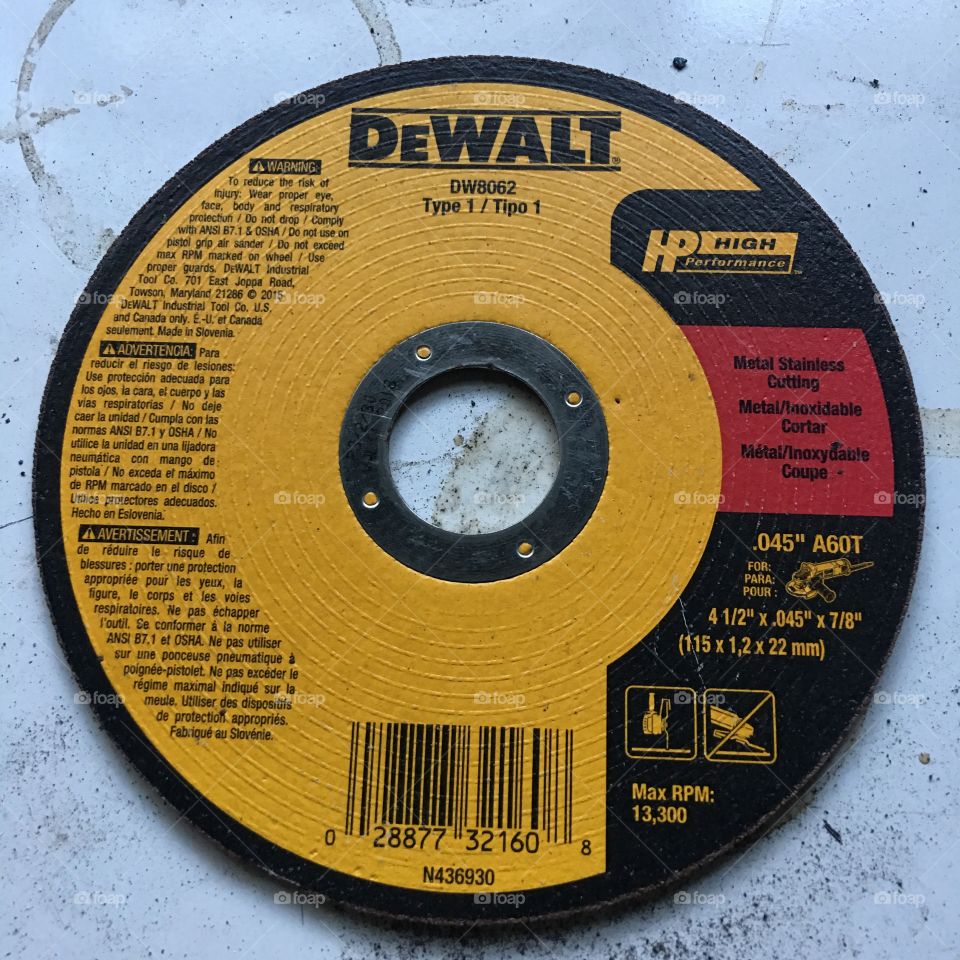 DEWALT
DW8062
Type 1 / Tipo 1
WARNING:
To reduce the risk of
injury: Wear proper eye,
face, body and respiratory
protection / Do not drop / Comply
with ANSI B7.1 & OSHA / Do not use on
pistol grip air sander / Do not exceed
max RPM marked on wheel / Use
proper guards. DEWALT Industrial
Tool Co. 701 East Joppa Road,
Towson, Maryland 21286 © 2015
DEWALT Industrial Tool Co. U.S.
and Canada only. É.-U. et Canada
seulement. Made in Slovenia.
ADVERTENCIA: Para
reducir el riesgo de lesiones:
Use protección adecuada para
los ojos, la cara, el cuerpo y las
vías respiratorias / No deje
caer la unidad / Cumpla con las
normas ANSI B7.1 y OSHA / No
utilice la unidad en una lijadora
neumática con mango de
pistola / No exceda el máximo
de RPM marcado en el disco /
Utilice protectores adecuados.
Hecho en Eslovenia.
AVERTISSEMENT : Afin
de réduire le risque de
blessures : porter une protection
appropriée pour les yeux, la
figure, le corps et les voies
respiratoires. Ne pas échapper
l'outil. Se conformer à la norme
ANSI B7.1 et OSHA. Ne pas utiliser
sur une ponceuse pneumatique à
poignée-pistolet. Ne pas excéder le
régime maximal indiqué sur la
meule. Utiliser des dispositifs
de protection appropriés.
Fabriqué au Slovénie.
HP HIGH
Performance™
Metal Stainless
Cutting
Metal/Inoxidable
Cortar
Métal/Inoxydable
Coupe
.045" A60T
FOR:
PARA:
POUR :
4 1/2" x .045" x 7/8"
(115 x 1,2 x 22 mm)
Max RPM:
13,300
0 28877 32160 8
N436930
foap